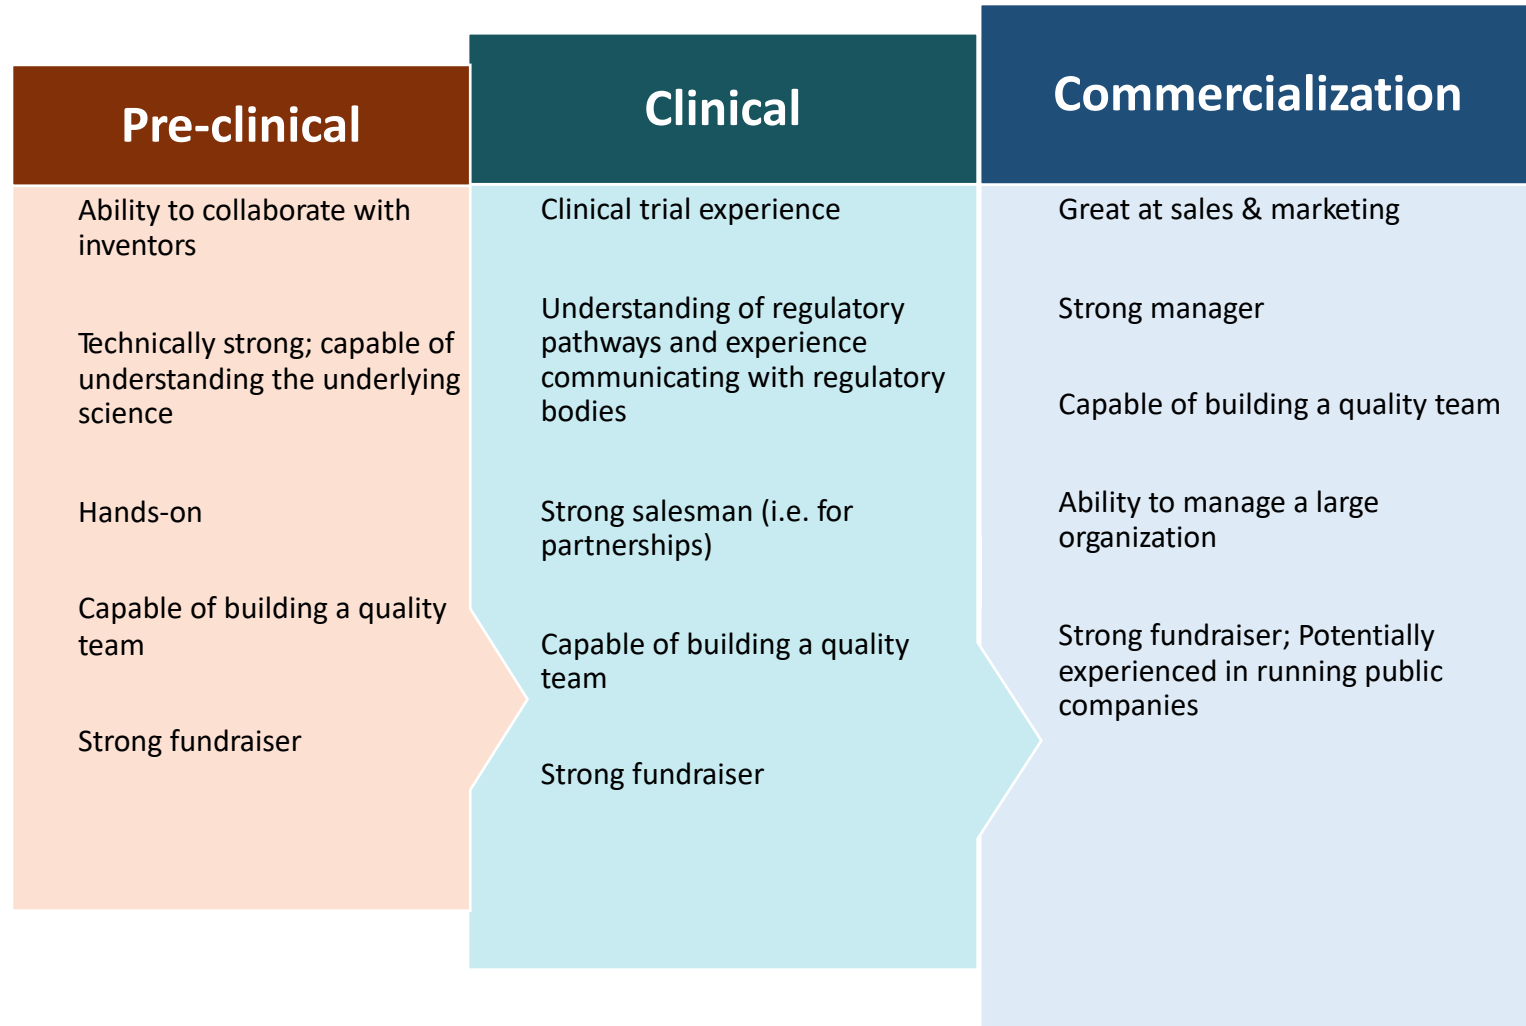 Pre-clinical
Ability to collaborate with
inventors
Technically strong; capable of
understanding the underlying
science
Hands-on
Capable of building a quality
team
Strong fundraiser
Clinical
Clinical trial experience
Understanding of regulatory
pathways and experience
communicating with regulatory
bodies
Strong salesman (i.e. for
partnerships)
Capable of building a quality
team
Strong fundraiser
Commercialization
Great at sales & marketing
Strong manager
Capable of building a quality team
Ability to manage a large
organization
Strong fundraiser; Potentially
experienced in running public
companies